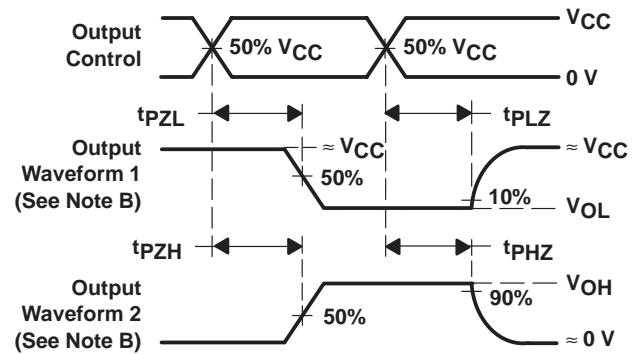 Output
Control
50% VCC
50% VCC
VCC
0 V
tPZL
tPLZ
Output
Waveform 1
(See Note B)
≈ VCC
50%
≈ VCC
10%
VOL
tPZH
tPHZ
Output
Waveform 2
(See Note B)
50%
VOH
90%
≈ 0 V